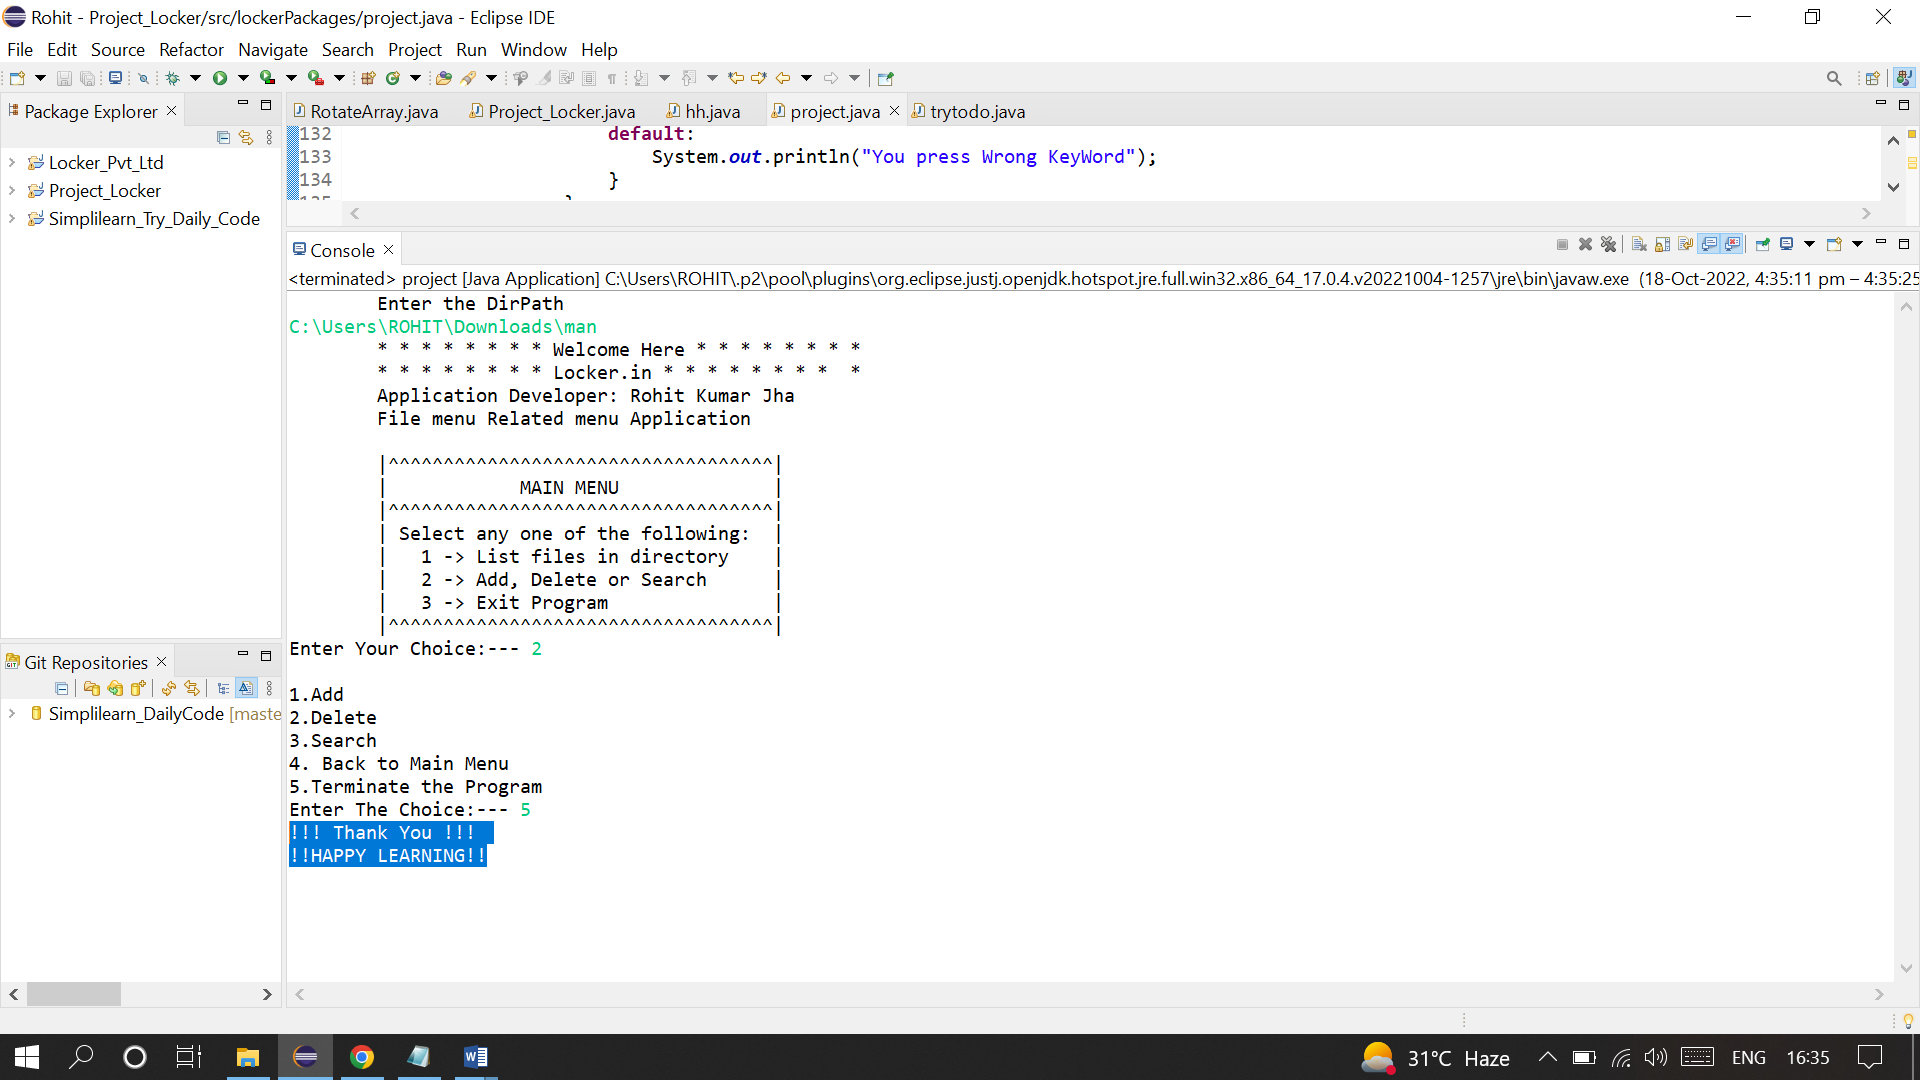 Rohit - Project_Locker/src/lockerPackages/project.java - Eclipse IDE
File Edit Source Refactor Navigate Search Project Run Window Help
Package Explorer
Locker_Pvt_Ltd
Project_Locker
Simplilearn_Try_Daily_Code
Git Repositories
Simplilearn_DailyCode [maste
RotateArray.java Project_Locker.java hh.java project.java trytodo.java
132 default:
133 System.out.println("You press Wrong KeyWord");
134 }
Console
<terminated> project [Java Application] C:\Users\ROHIT\.p2\pool\plugins\org.eclipse.justj.openjdk.hotspot.jre.full.win32.x86_64_17.0.4.v20221004-1257\jre\bin\javaw.exe (18-Oct-2022, 4:35:11 pm – 4:35:25
Enter the DirPath
C:\Users\ROHIT\Downloads\man
* * * * * * * * Welcome Here * * * * * * * *
* * * * * * * * Locker.in * * * * * * * *  *
Application Developer: Rohit Kumar Jha
File menu Related menu Application
|^^^^^^^^^^^^^^^^^^^^^^^^^^^^^^^^^^^|
| MAIN MENU |
|^^^^^^^^^^^^^^^^^^^^^^^^^^^^^^^^^^^|
| Select any one of the following: |
| 1 -> List files in directory |
| 2 -> Add, Delete or Search |
| 3 -> Exit Program |
|^^^^^^^^^^^^^^^^^^^^^^^^^^^^^^^^^^^|
Enter Your Choice:--- 2
1.Add
2.Delete
3.Search
4. Back to Main Menu
5.Terminate the Program
Enter The Choice:--- 5
!!! Thank You !!!
!!HAPPY LEARNING!!
31°C Haze ENG 16:35